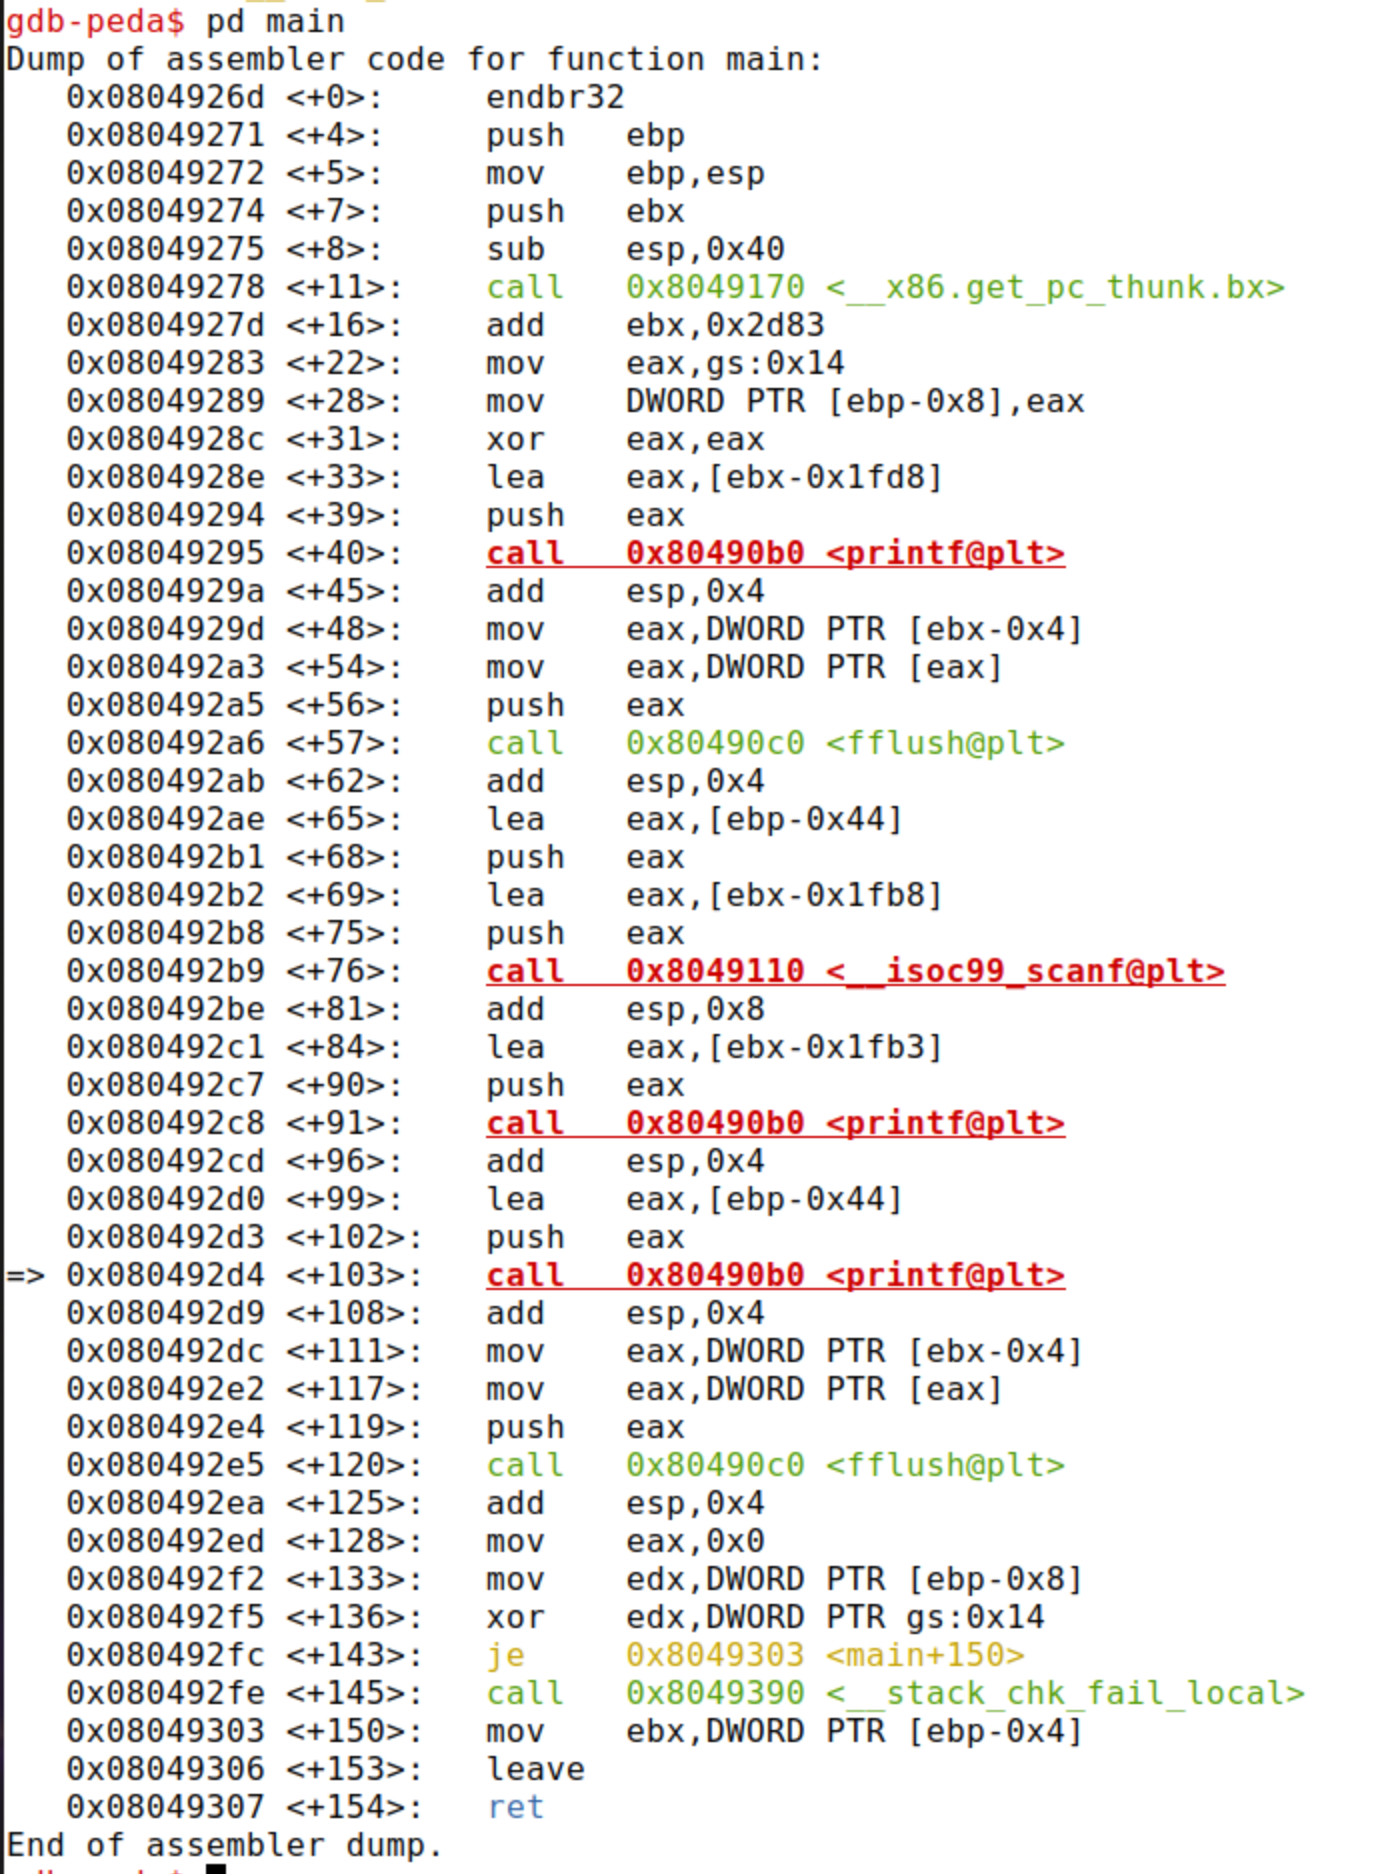 gdb-peda$ pd main
Dump of assembler code for function main:
   0x0804926d <+0>:     endbr32
   0x08049271 <+4>:     push   ebp
   0x08049272 <+5>:     mov    ebp,esp
   0x08049274 <+7>:     push   ebx
   0x08049275 <+8>:     sub    esp,0x40
   0x08049278 <+11>:    call   0x8049170 <__x86.get_pc_thunk.bx>
   0x0804927d <+16>:    add    ebx,0x2d83
   0x08049283 <+22>:    mov    eax,gs:0x14
   0x08049289 <+28>:    mov    DWORD PTR [ebp-0x8],eax
   0x0804928c <+31>:    xor    eax,eax
   0x0804928e <+33>:    lea    eax,[ebx-0x1fd8]
   0x08049294 <+39>:    push   eax
   0x08049295 <+40>:    call   0x80490b0 <printf@plt>
   0x0804929a <+45>:    add    esp,0x4
   0x0804929d <+48>:    mov    eax,DWORD PTR [ebx-0x4]
   0x080492a3 <+54>:    mov    eax,DWORD PTR [eax]
   0x080492a5 <+56>:    push   eax
   0x080492a6 <+57>:    call   0x80490c0 <fflush@plt>
   0x080492ab <+62>:    add    esp,0x4
   0x080492ae <+65>:    lea    eax,[ebp-0x44]
   0x080492b1 <+68>:    push   eax
   0x080492b2 <+69>:    lea    eax,[ebx-0x1fb8]
   0x080492b8 <+75>:    push   eax
   0x080492b9 <+76>:    call   0x8049110 <__isoc99_scanf@plt>
   0x080492be <+81>:    add    esp,0x8
   0x080492c1 <+84>:    lea    eax,[ebx-0x1fb3]
   0x080492c7 <+90>:    push   eax
   0x080492c8 <+91>:    call   0x80490b0 <printf@plt>
   0x080492cd <+96>:    add    esp,0x4
   0x080492d0 <+99>:    lea    eax,[ebp-0x44]
   0x080492d3 <+102>:   push   eax
=> 0x080492d4 <+103>:   call   0x80490b0 <printf@plt>
   0x080492d9 <+108>:   add    esp,0x4
   0x080492dc <+111>:   mov    eax,DWORD PTR [ebx-0x4]
   0x080492e2 <+117>:   mov    eax,DWORD PTR [eax]
   0x080492e4 <+119>:   push   eax
   0x080492e5 <+120>:   call   0x80490c0 <fflush@plt>
   0x080492ea <+125>:   add    esp,0x4
   0x080492ed <+128>:   mov    eax,0x0
   0x080492f2 <+133>:   mov    edx,DWORD PTR [ebp-0x8]
   0x080492f5 <+136>:   xor    edx,DWORD PTR gs:0x14
   0x080492fc <+143>:   je     0x8049303 <main+150>
   0x080492fe <+145>:   call   0x8049390 <__stack_chk_fail_local>
   0x08049303 <+150>:   mov    ebx,DWORD PTR [ebp-0x4]
   0x08049306 <+153>:   leave
   0x08049307 <+154>:   ret
End of assembler dump.